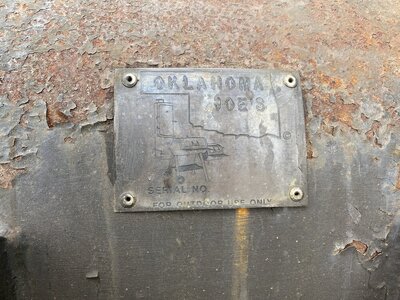 OKLAHOMA
JOE'S
©
SERIAL NO.
FOR OUTDOOR USE ONLY